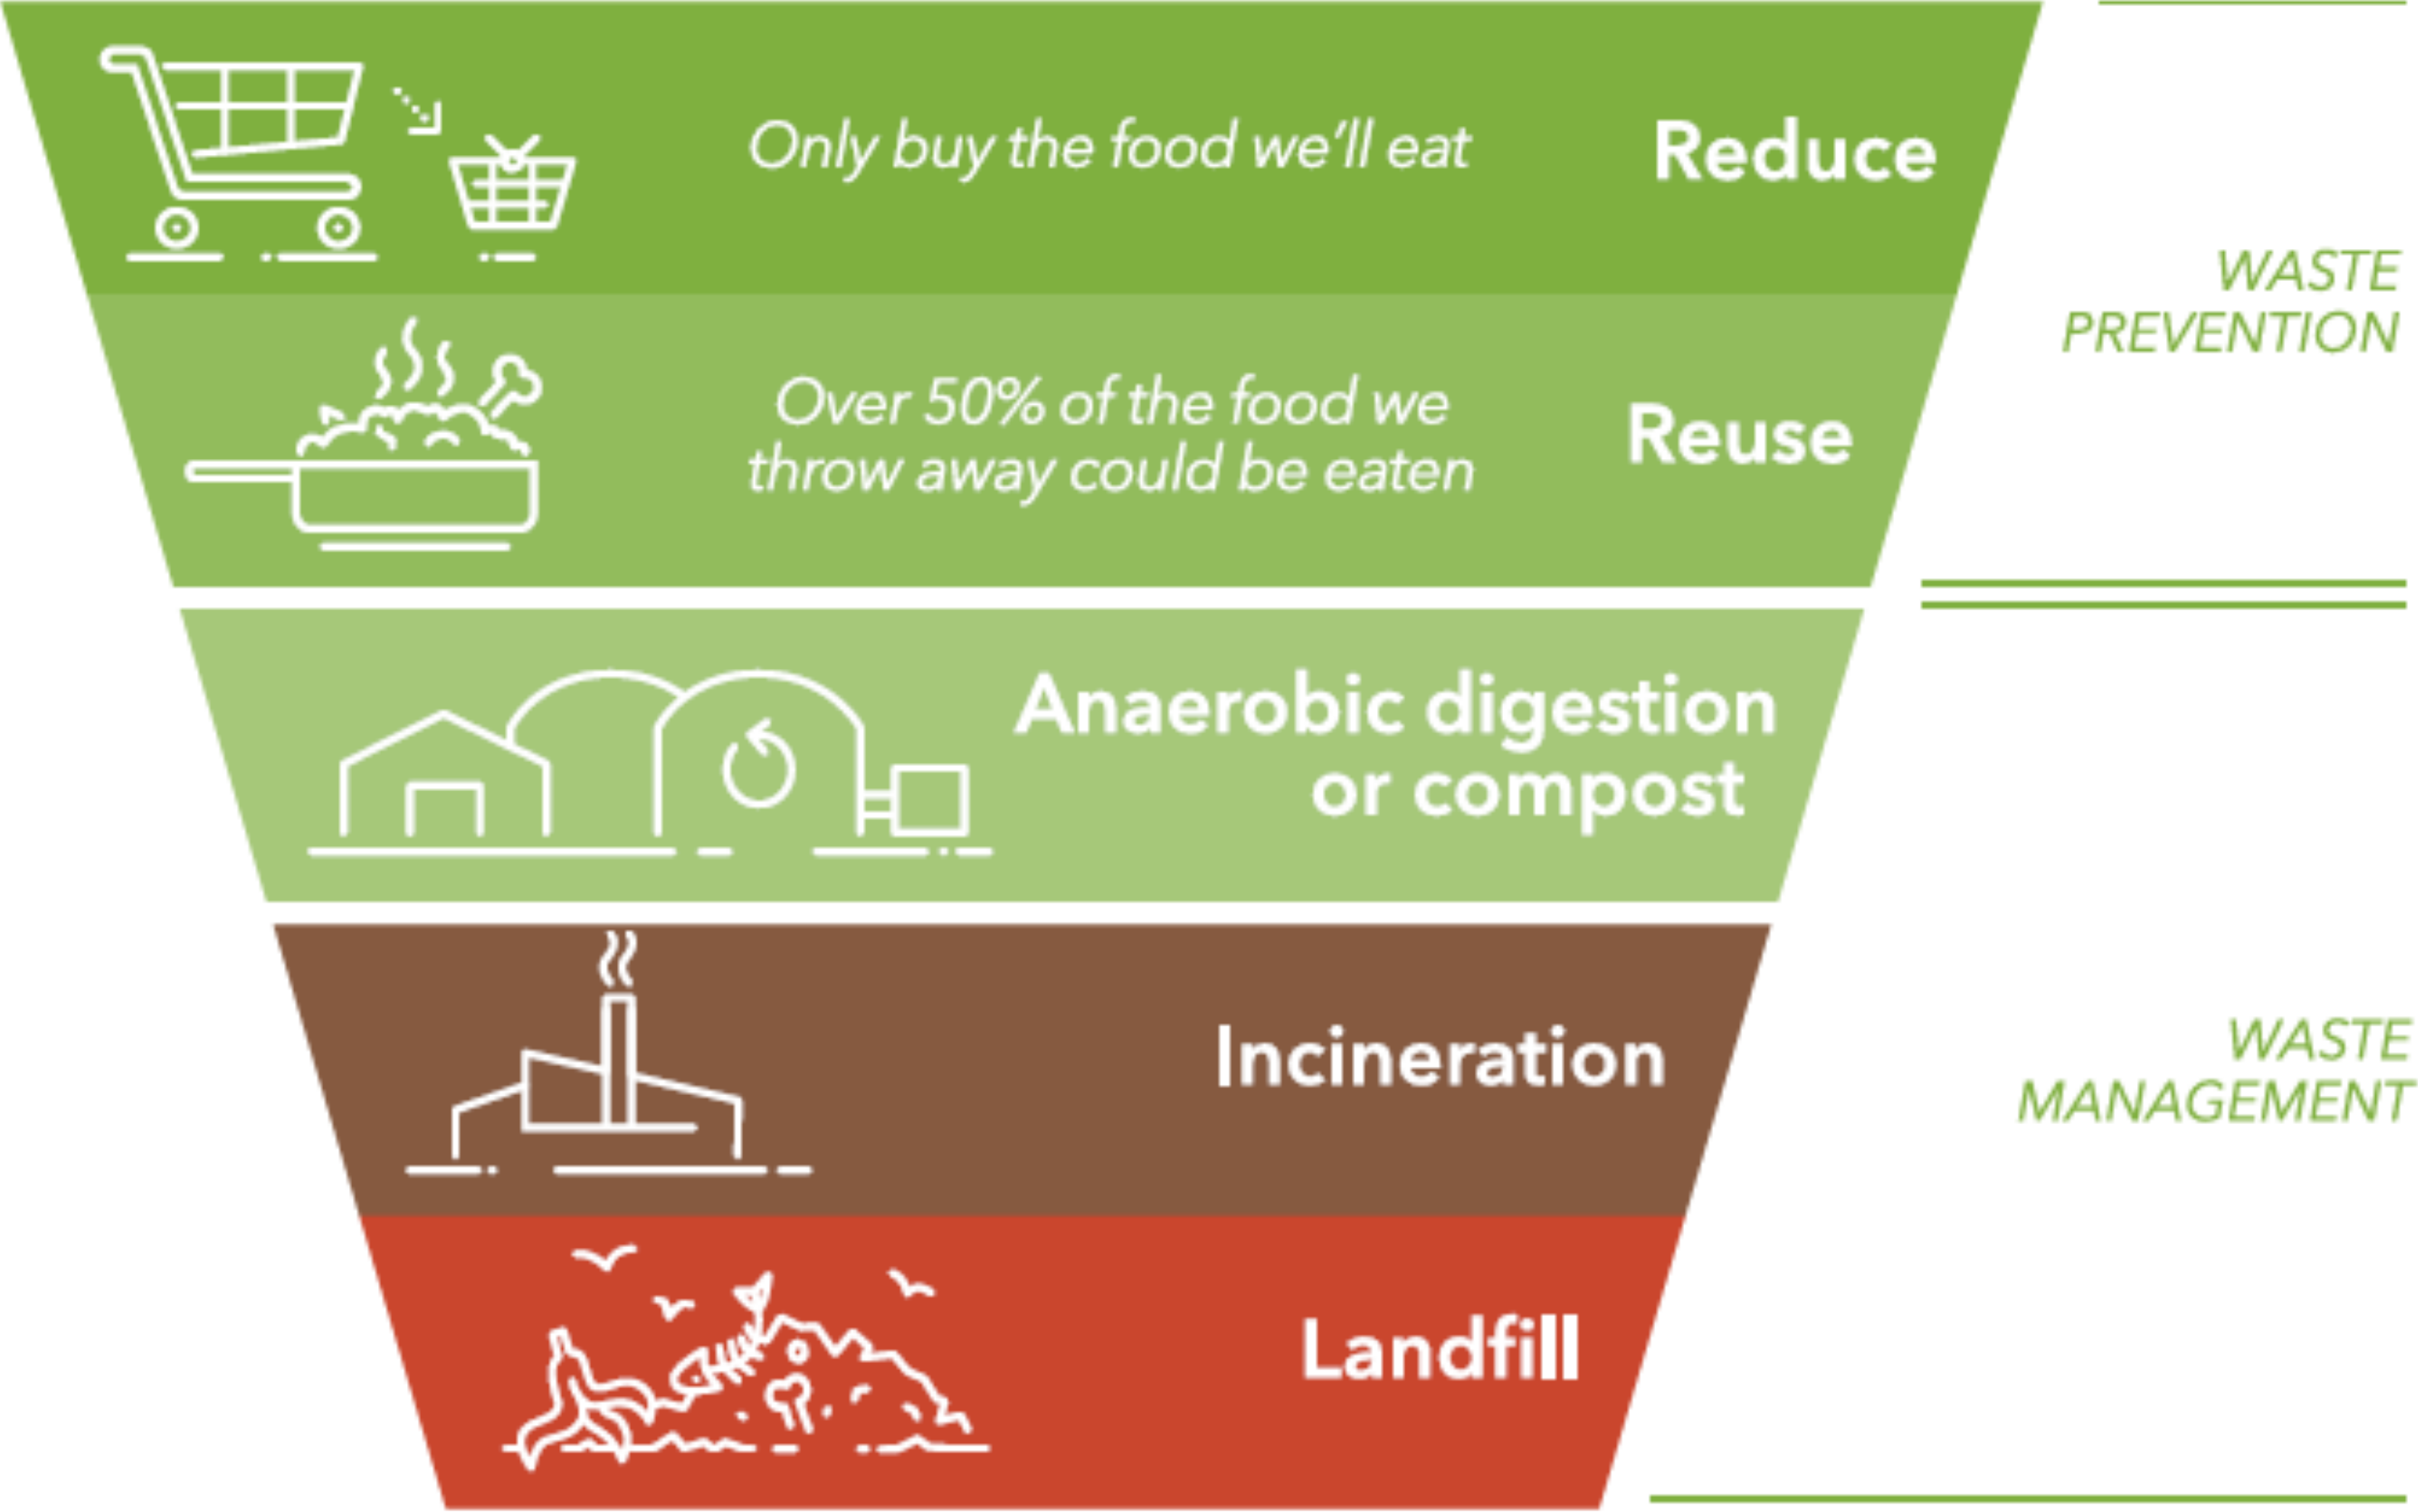 Only buy the food we'll eat
Reduce
WASTE
PREVENTION
Over 50% of the food we
throw away could be eaten
Reuse
Anaerobic digestion
or compost
Incineration
WASTE
MANAGEMENT
Landfill